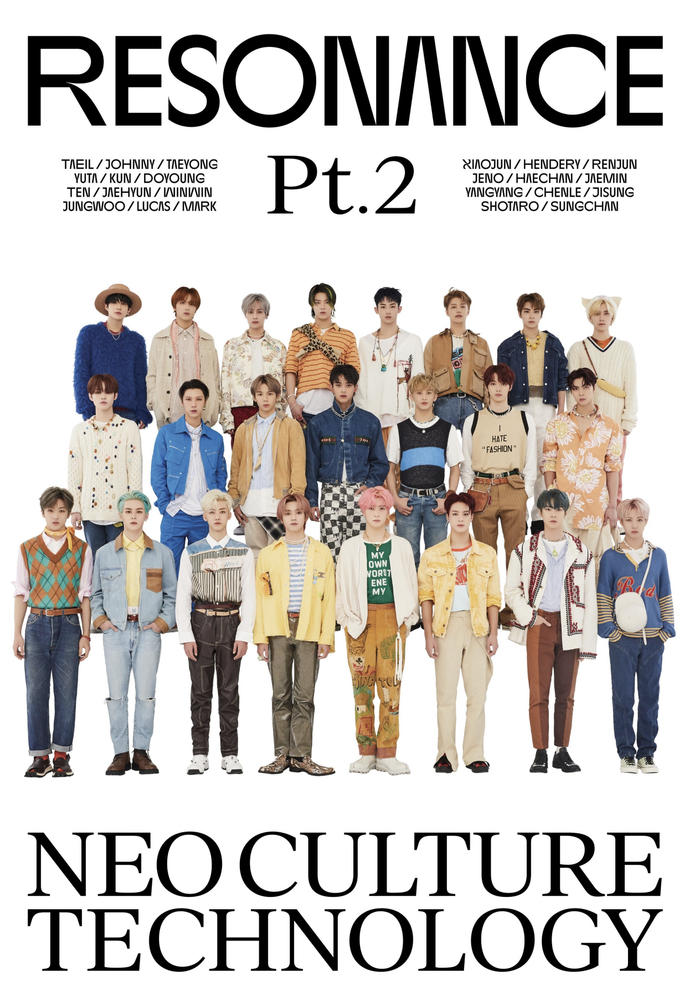 RESONANCE
TAEIL / JOHNNY / TAEYONG
YUTA / KUN / DOYOUNG
TEN / JAEHYUN / WINWIN
JUNGWOO / LUCAS / MARK
Pt.2
XIAOJUN / HENDERY / RENJUN
JENO / HAECHAN / JAEMIN
YANGYANG / CHENLE / JISUNG
SHOTARO / SUNGCHAN
I
HATE
"FASHION"
MY
OWN
WORST
ENE
MY
NEO CULTURE
TECHNOLOGY